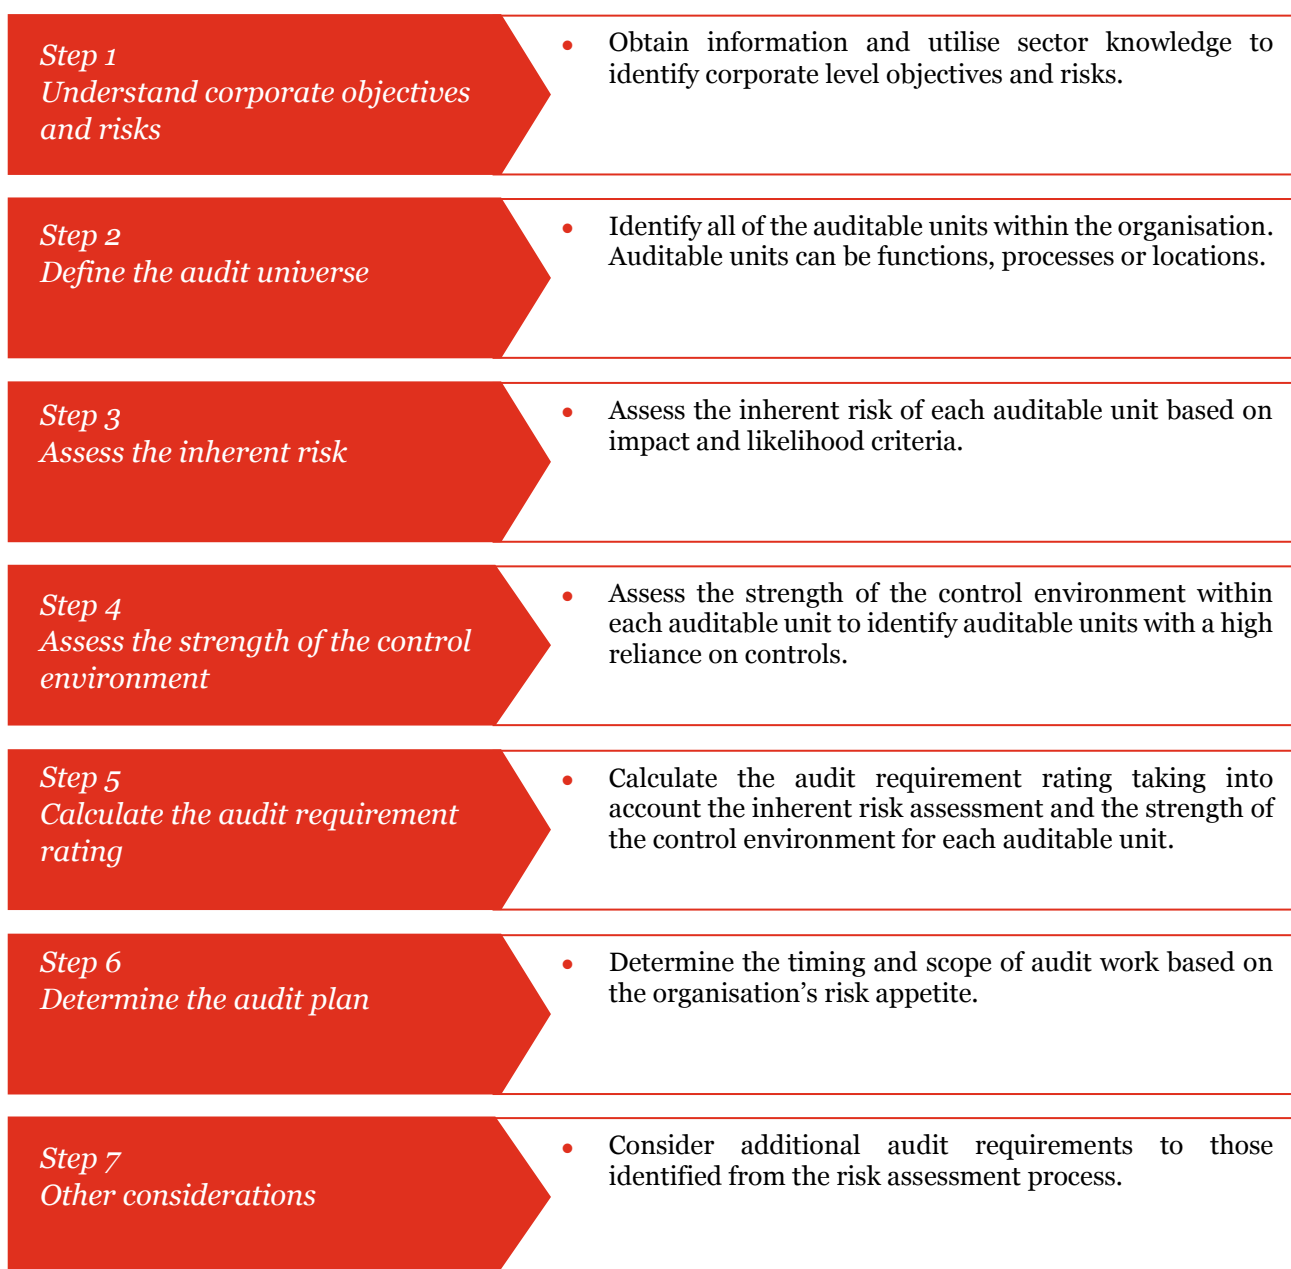 Step 1
Understand corporate objectives
and risks
• Obtain information and utilise sector knowledge to
identify corporate level objectives and risks.
Step 2
Define the audit universe
• Identify all of the auditable units within the organisation.
Auditable units can be functions, processes or locations.
Step 3
Assess the inherent risk
• Assess the inherent risk of each auditable unit based on
impact and likelihood criteria.
Step 4
Assess the strength of the control
environment
• Assess the strength of the control environment within
each auditable unit to identify auditable units with a high
reliance on controls.
Step 5
Calculate the audit requirement
rating
• Calculate the audit requirement rating taking into
account the inherent risk assessment and the strength of
the control environment for each auditable unit.
Step 6
Determine the audit plan
• Determine the timing and scope of audit work based on
the organisation’s risk appetite.
Step 7
Other considerations
• Consider additional audit requirements to those
identified from the risk assessment process.